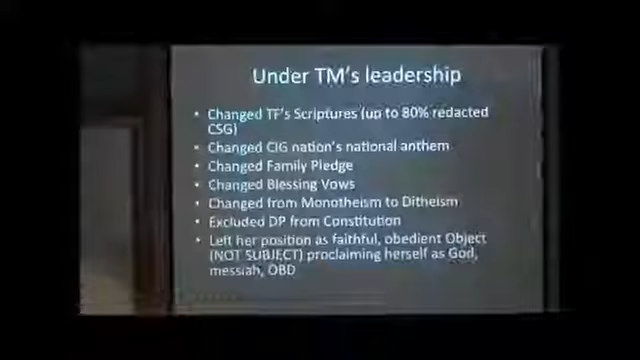 Under TM's leadership
• Changed TF's Scriptures (up to 80% redacted
CSG)
• Changed CIG nation's national anthem
• Changed Family Pledge
• Changed Blessing Vows
• Changed from Monotheism to Ditheism
• Excluded DP from Constitution
• Left her position as faithful, obedient Object
(NOT SUBJECT) proclaiming herself as God,
messiah, OBD